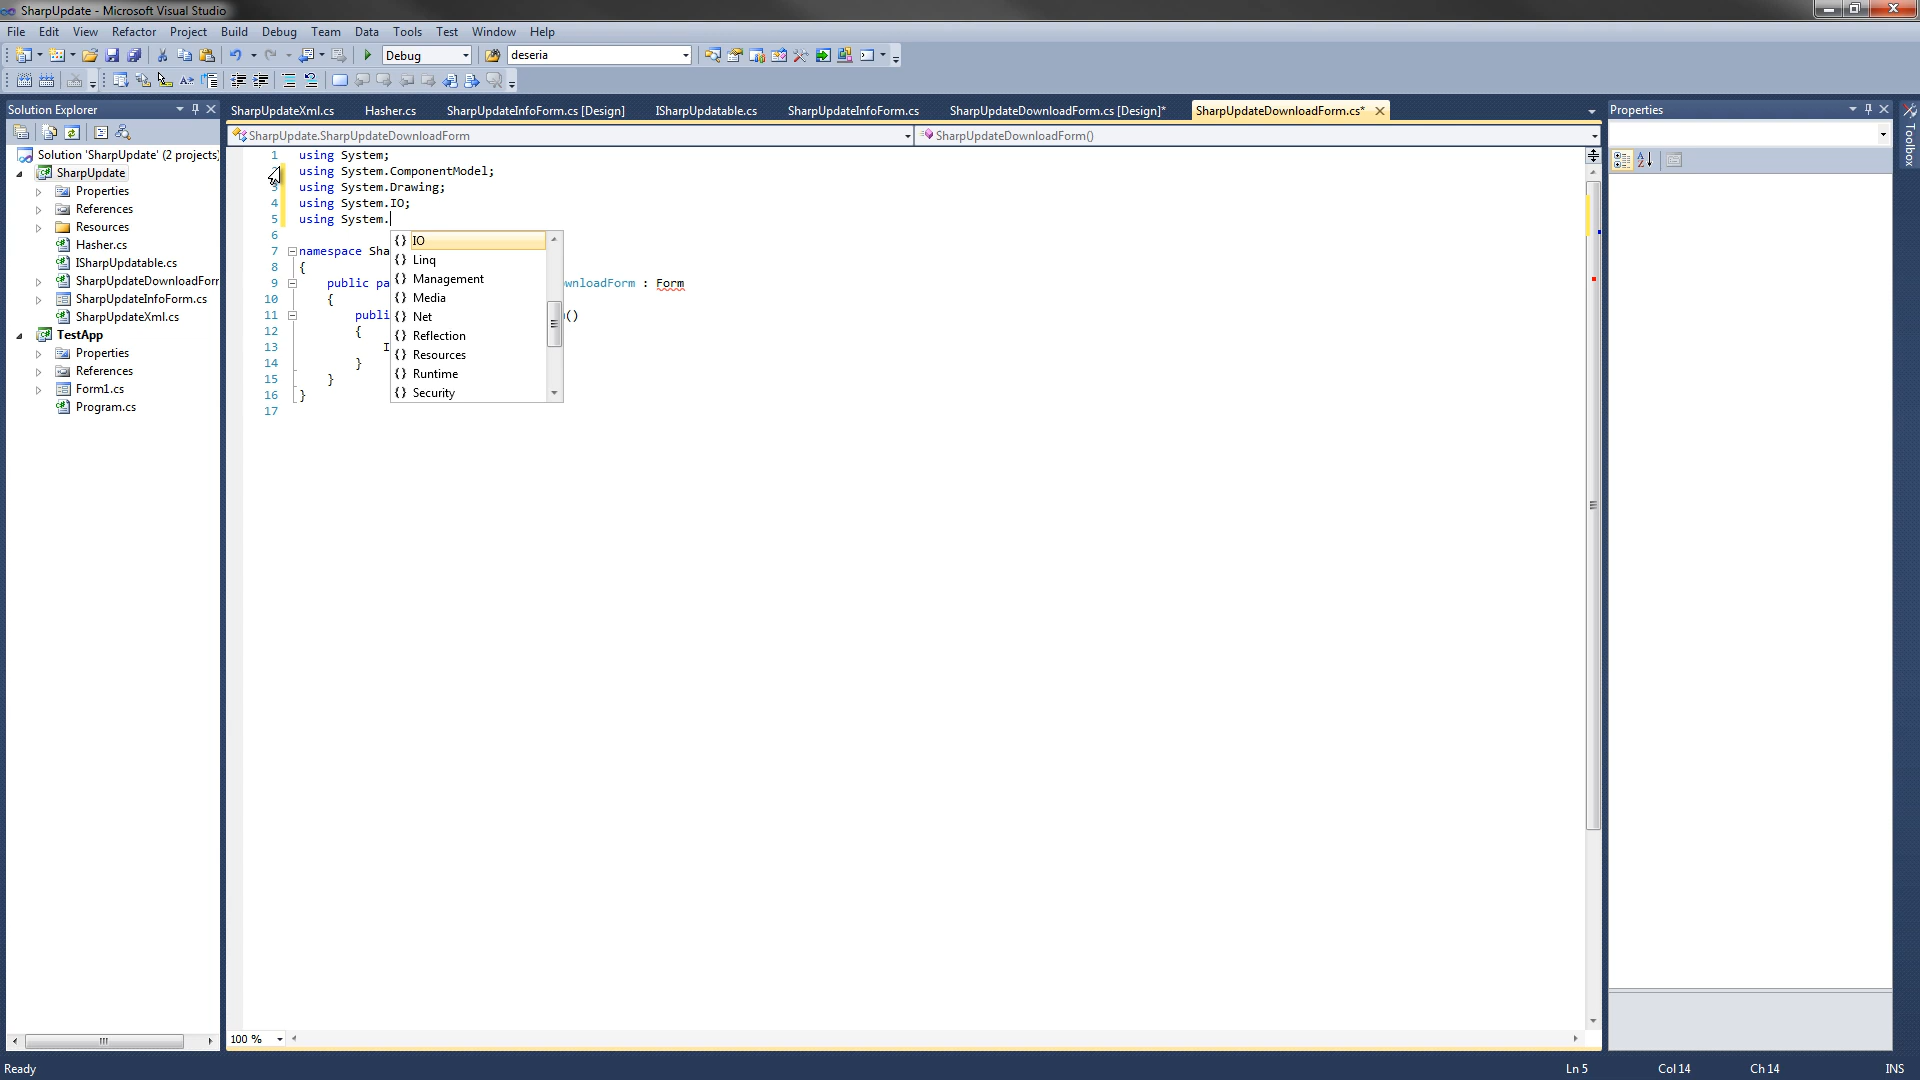 SharpUpdate - Microsoft Visual Studio
File Edit View Refactor Project Build Debug Team Data Tools Test Window Help
Debug deseria
Solution Explorer
SharpUpdateXml.cs Hasher.cs SharpUpdateInfoForm.cs [Design] ISharpUpdatable.cs SharpUpdateInfoForm.cs SharpUpdateDownloadForm.cs [Design]* SharpUpdateDownloadForm.cs*
Properties
Toolbox
SharpUpdate.SharpUpdateDownloadForm
SharpUpdateDownloadForm()
Solution 'SharpUpdate' (2 projects)
SharpUpdate
Properties
References
Resources
Hasher.cs
ISharpUpdatable.cs
SharpUpdateDownloadForr
SharpUpdateInfoForm.cs
SharpUpdateXml.cs
TestApp
Properties
References
Form1.cs
Program.cs
1 using System;
using System.ComponentModel;
3 using System.Drawing;
4 using System.IO;
5 using System.
6
7 namespace Sha
8 {
9 public pa wnloadForm : Form
10 {
11 publi ()
12 {
13 I
14 }
15 }
16 }
17
{} IO
{} Linq
{} Management
{} Media
{} Net
{} Reflection
{} Resources
{} Runtime
{} Security
100 %
Ready
Ln 5 Col 14 Ch 14 INS